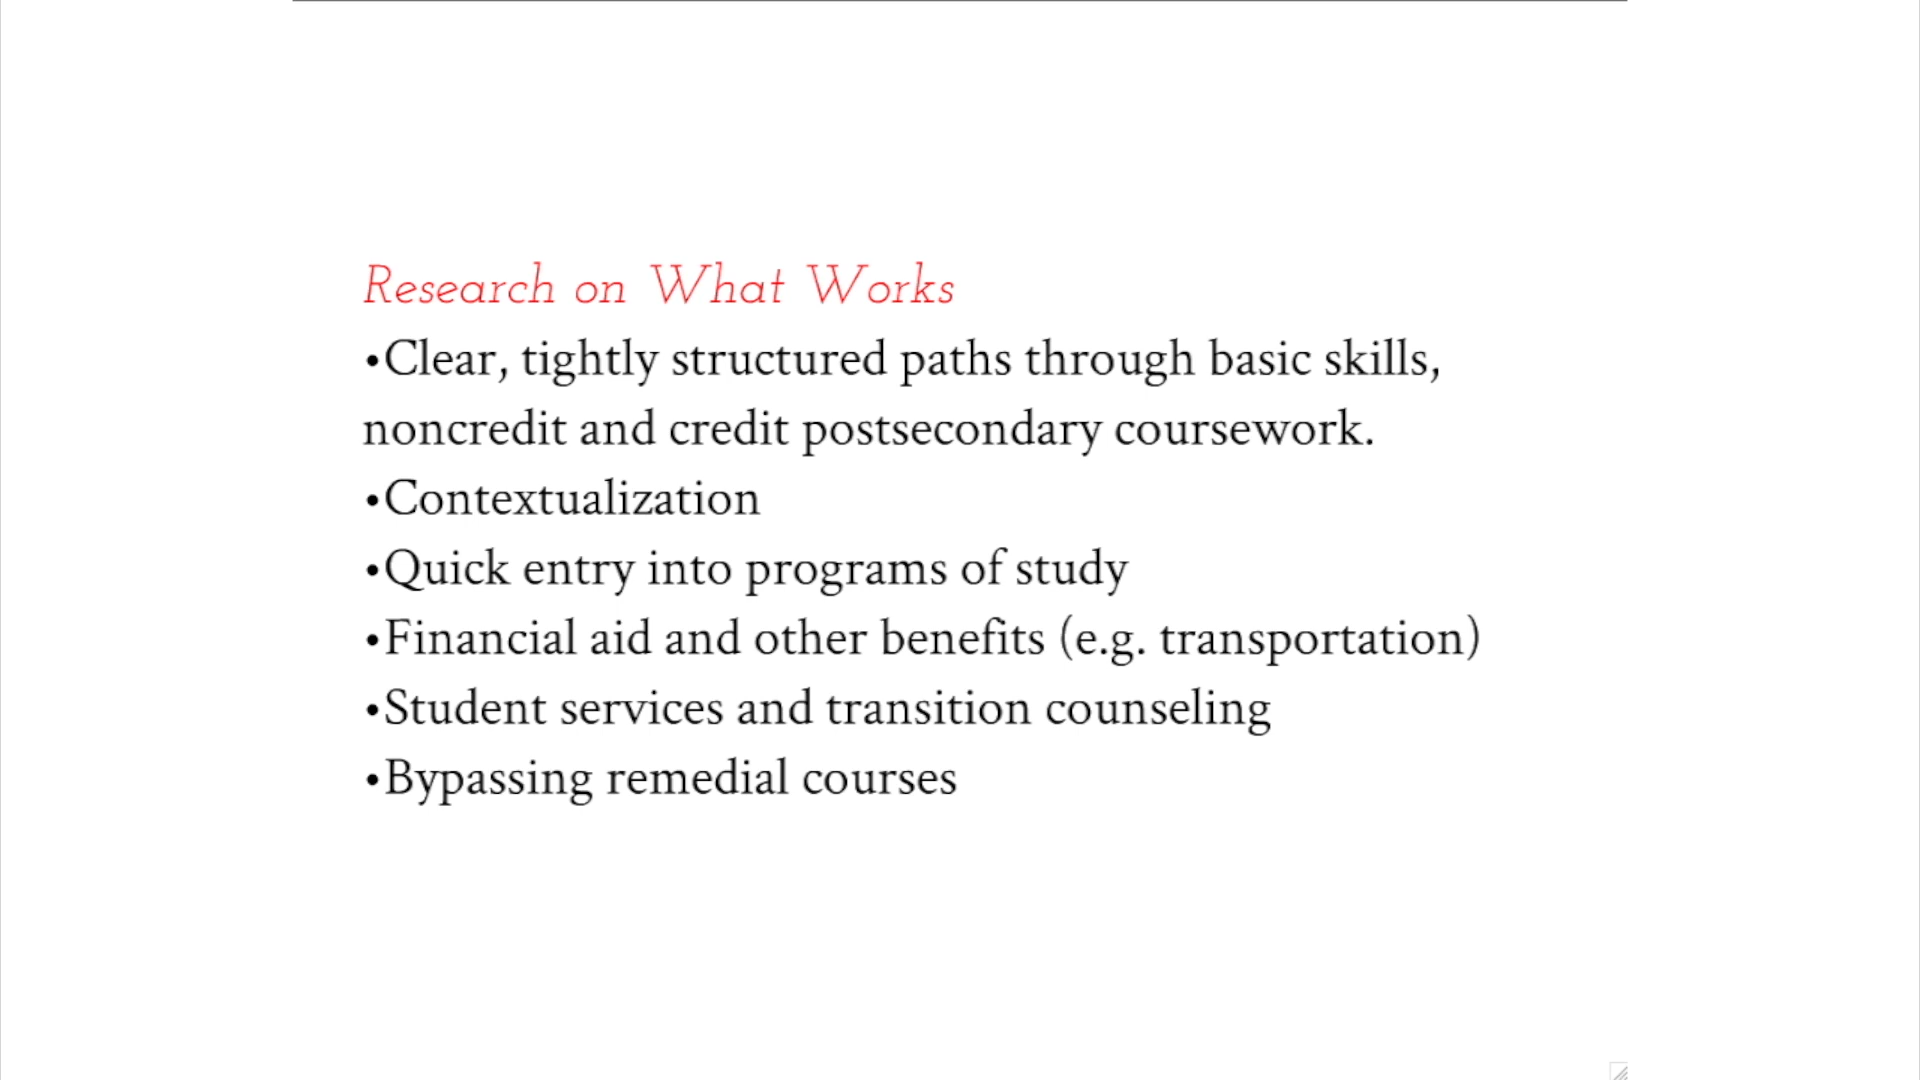 Research on What Works
•Clear, tightly structured paths through basic skills,
noncredit and credit postsecondary coursework.
•Contextualization
•Quick entry into programs of study
•Financial aid and other benefits (e.g. transportation)
•Student services and transition counseling
•Bypassing remedial courses